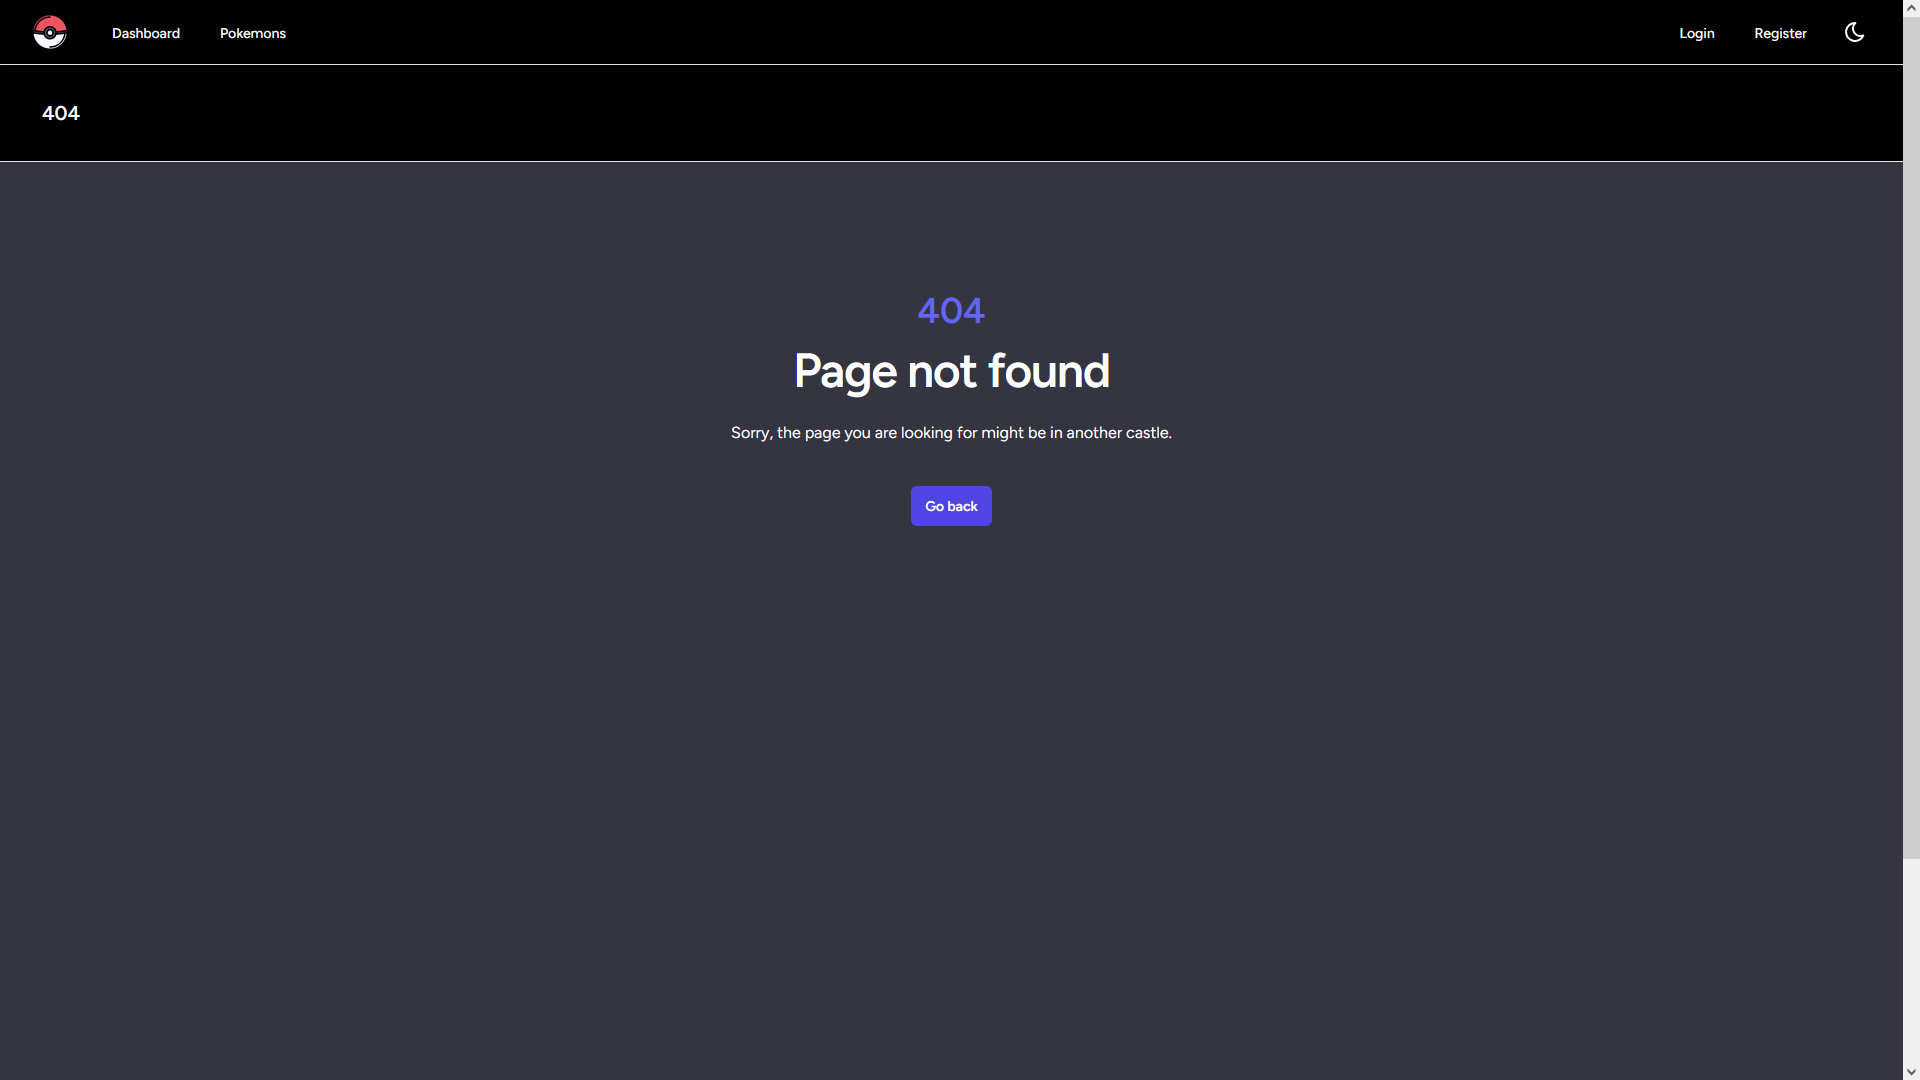 Dashboard
Pokemons
Login
Register
404
404
Page not found
Sorry, the page you are looking for might be in another castle.
Go back